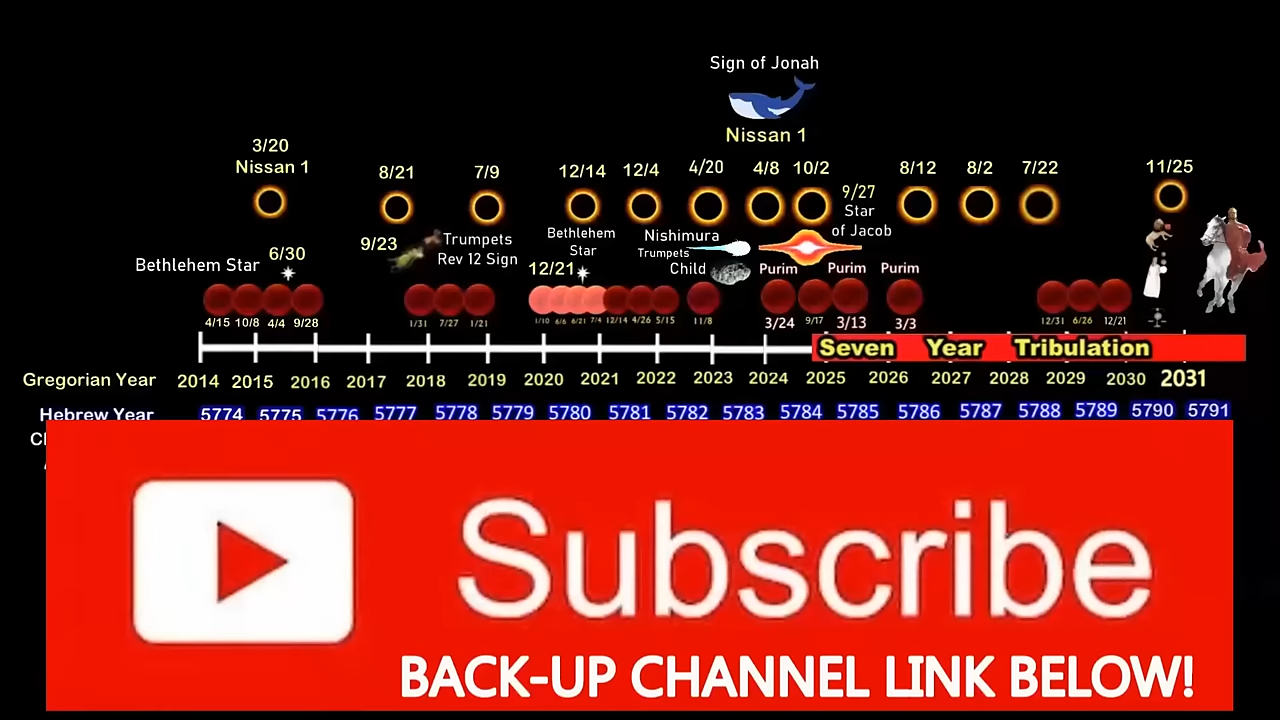 Sign of Jonah
Nissan 1
3/20
Nissan 1
8/21
7/9
12/14
12/4
4/20
4/8
10/2
8/12
8/2
7/22
11/25
9/27
Star
of Jacob
Bethlehem Star
6/30
9/23
Trumpets
Rev 12 Sign
Bethlehem
Star
12/21
Nishimura
Trumpets
Child
Purim
Purim
Purim
4/15 10/8 4/4 9/28
1/31 7/27 1/21
1/10 6/6 6/21 7/4 12/14 4/26 5/15
11/8
3/24 9/17 3/13 3/3
12/31 6/26 12/21
Seven Year Tribulation
Gregorian Year 2014 2015 2016 2017 2018 2019 2020 2021 2022 2023 2024 2025 2026 2027 2028 2029 2030 2031
Hebrew Year 5774 5775 5776 5777 5778 5779 5780 5781 5782 5783 5784 5785 5786 5787 5788 5789 5790 5791
Subscribe
BACK-UP CHANNEL LINK BELOW!